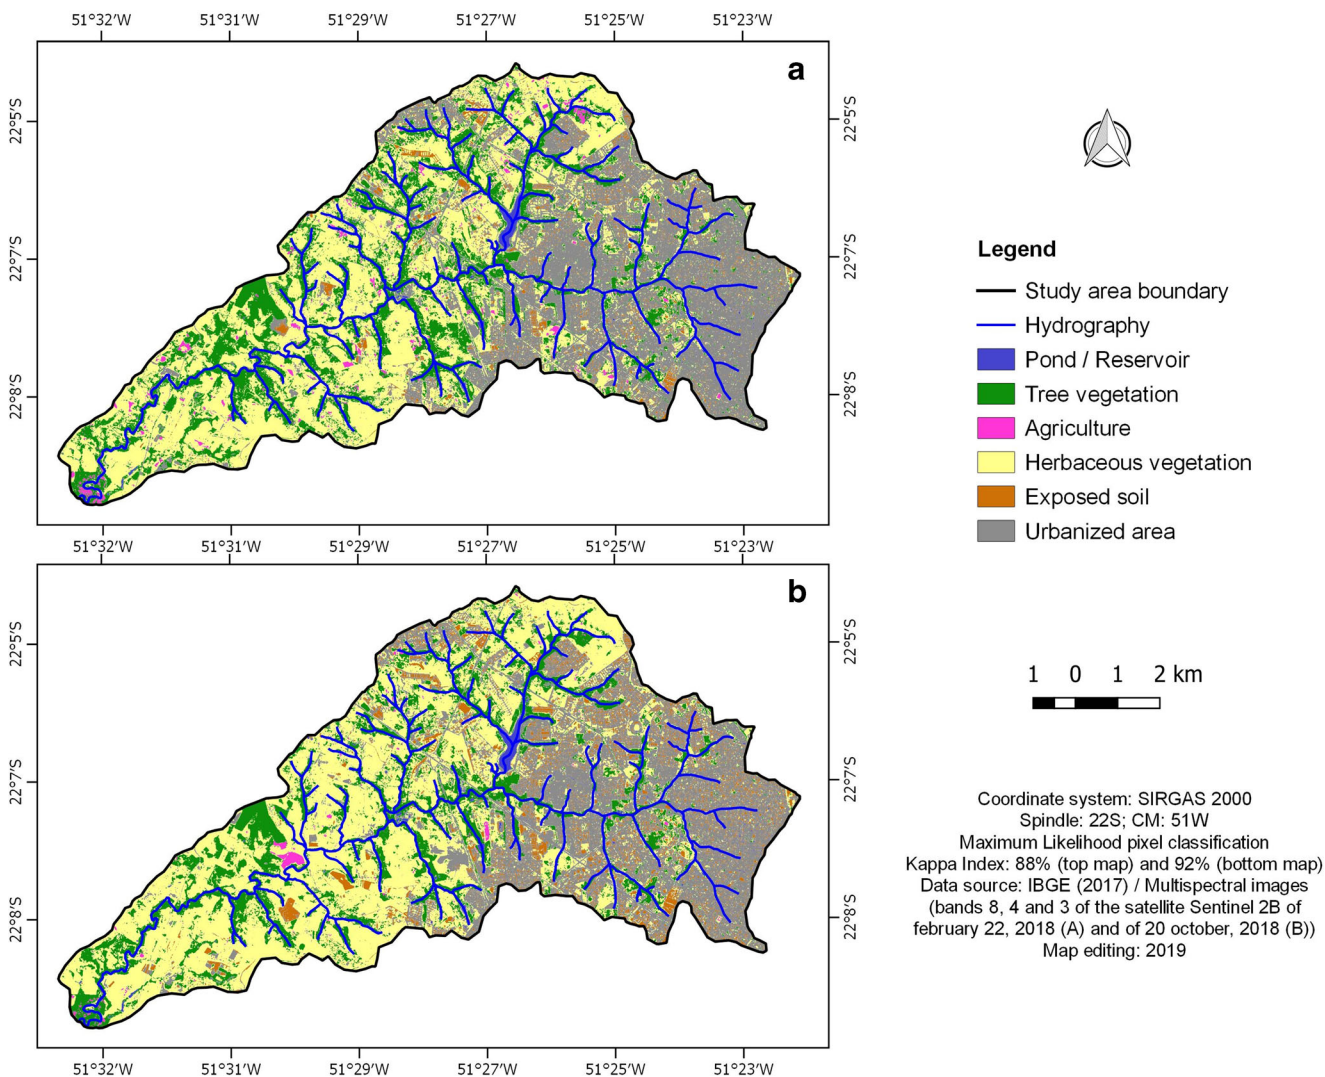 51°32'W 51°31'W 51°29'W 51°27'W 51°25'W 51°23'W
a
22°5'S 22°5'S
22°7'S 22°7'S
22°8'S 22°8'S
51°32'W 51°31'W 51°29'W 51°27'W 51°25'W 51°23'W
b
22°5'S 22°5'S
22°7'S 22°7'S
22°8'S 22°8'S
51°32'W 51°31'W 51°29'W 51°27'W 51°25'W 51°23'W
Legend
Study area boundary
Hydrography
Pond / Reservoir
Tree vegetation
Agriculture
Herbaceous vegetation
Exposed soil
Urbanized area
1 0 1 2 km
Coordinate system: SIRGAS 2000
Spindle: 22S; CM: 51W
Maximum Likelihood pixel classification
Kappa Index: 88% (top map) and 92% (bottom map)
Data source: IBGE (2017) / Multispectral images
(bands 8, 4 and 3 of the satellite Sentinel 2B of
february 22, 2018 (A) and of 20 october, 2018 (B))
Map editing: 2019